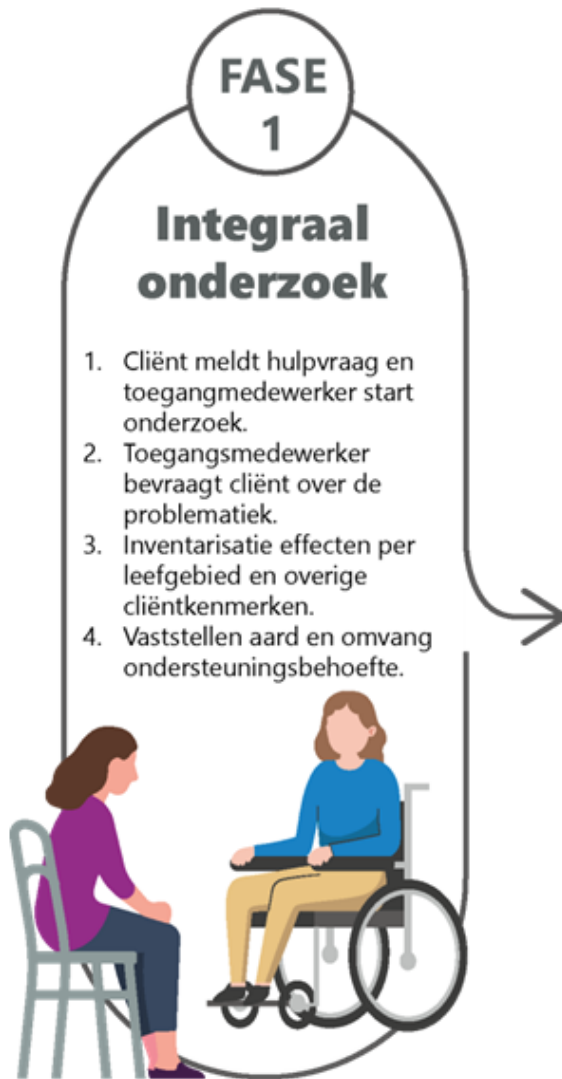 FASE
1
Integraal
onderzoek
1. Cliënt meldt hulpvraag en
toegangmedewerker start
onderzoek.
2. Toegangsmedewerker
bevraagt cliënt over de
problematiek.
3. Inventarisatie effecten per
leefgebied en overige
cliëntkenmerken.
4. Vaststellen aard en omvang
ondersteuningsbehoefte.